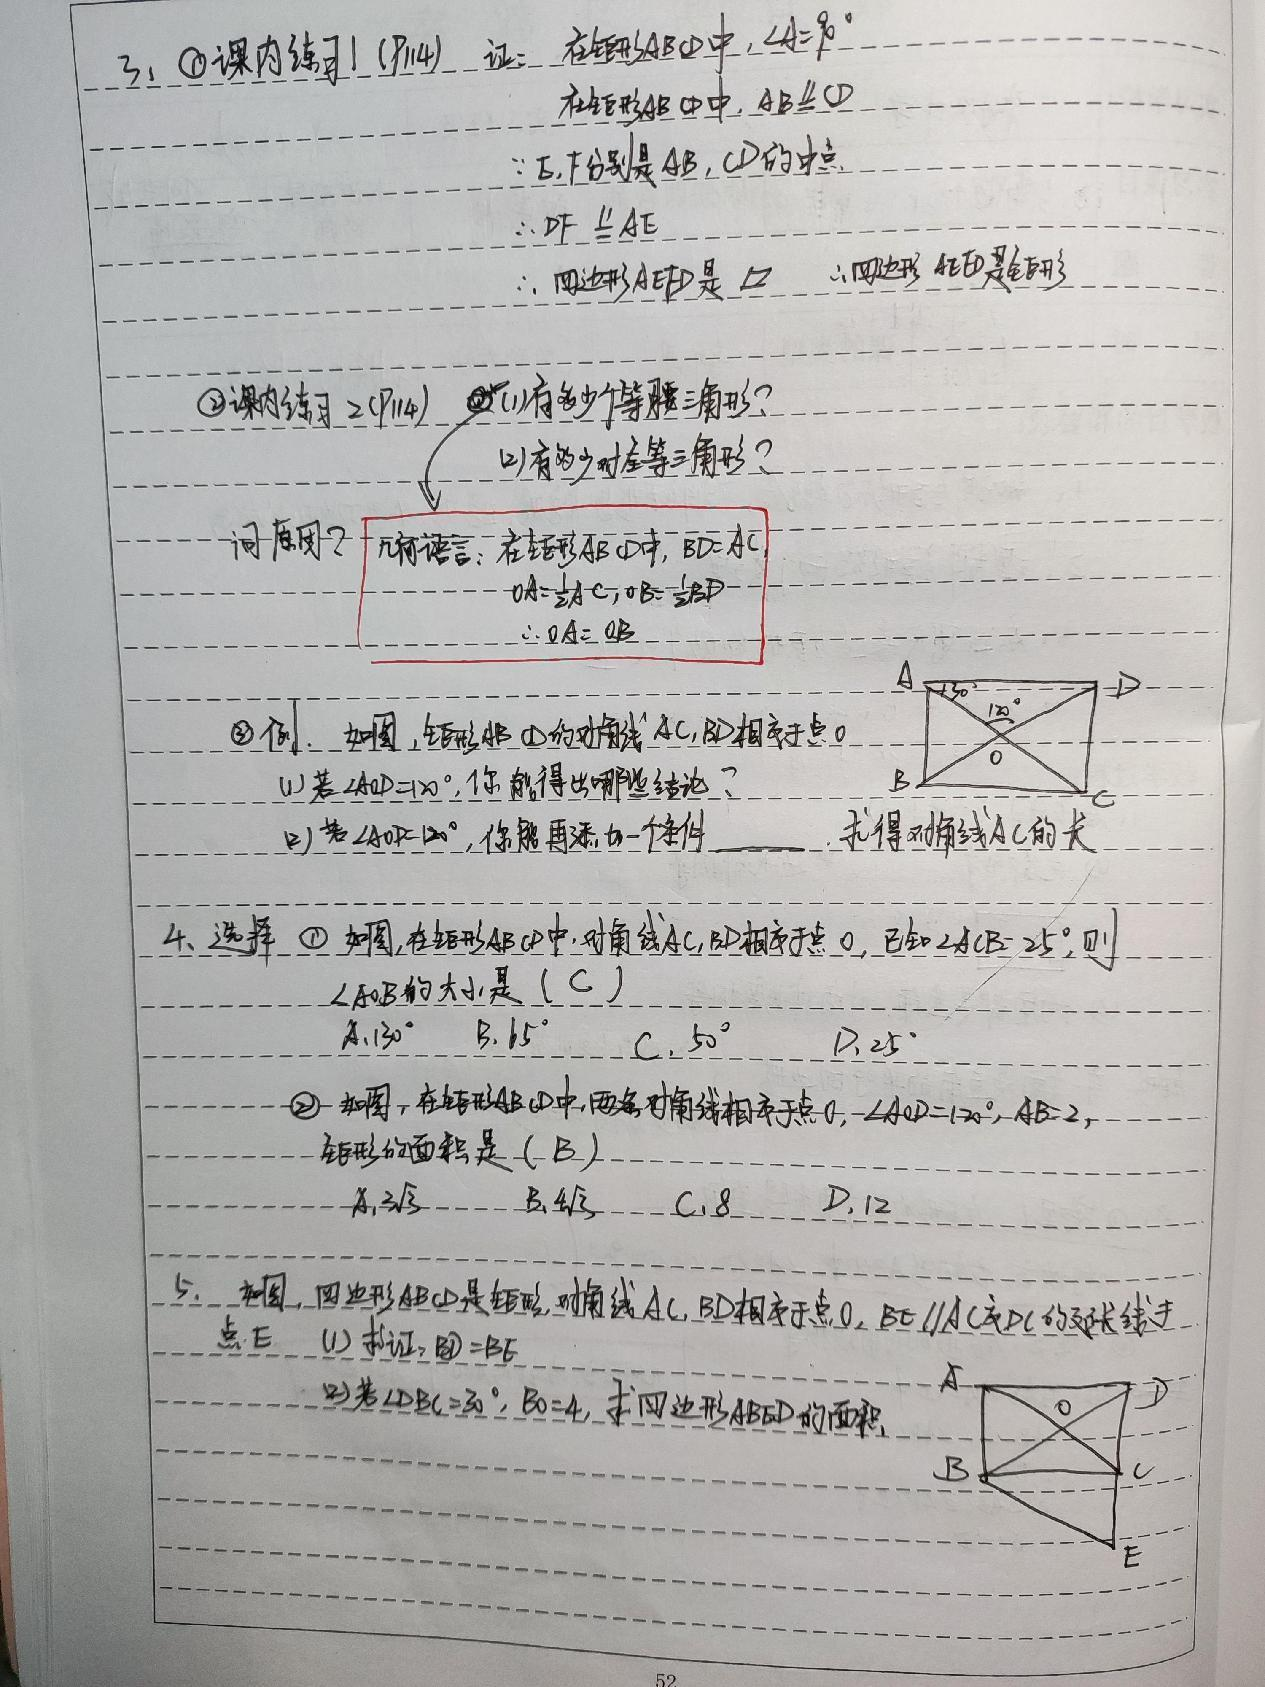 3、①课内练习1(P114) 证: 在矩形ABCD中,∠A=90°
在矩形ABCD中, AB∥=CD
∵E,F分别是AB,CD的中点
∴DF∥=AE
∴四边形AEFD是▱ ∴四边形AEFD是矩形
②课内练习2(P114) (1)有多少个等腰三角形?
(2)有多少对全等三角形?
问原因? 几何语言:在矩形ABCD中, BD=AC,
OA=½AC, OB=½BD
∴OA=OB
③例. 如图,矩形ABCD的对角线AC,BD相交于点O
(1)若∠AOD=120°,你能得出哪些结论?
(2)若∠AOD=120°,你能再添加一个条件______ 求得对角线AC的长
A 30° 120° D
O
B C
4、选择 ①如图,在矩形ABCD中,对角线AC,BD相交于点O,已知∠ACB=25°,则
∠AOB的大小是(C)
A、130° B、65° C、50° D、25°
②如图,在矩形ABCD中,两条对角线相交于点O,∠AOD=120°,AB=2,
矩形的面积是(B)
A、2√3 B、4√3 C、8 D、12
5、如图,四边形ABCD是矩形,对角线AC,BD相交于点O,BE//AC交DC的延长线于
点E (1)求证:BD=BE
(2)若∠DBC=30°,BO=4,求四边形ABED的面积
A D
O
B C
E
52